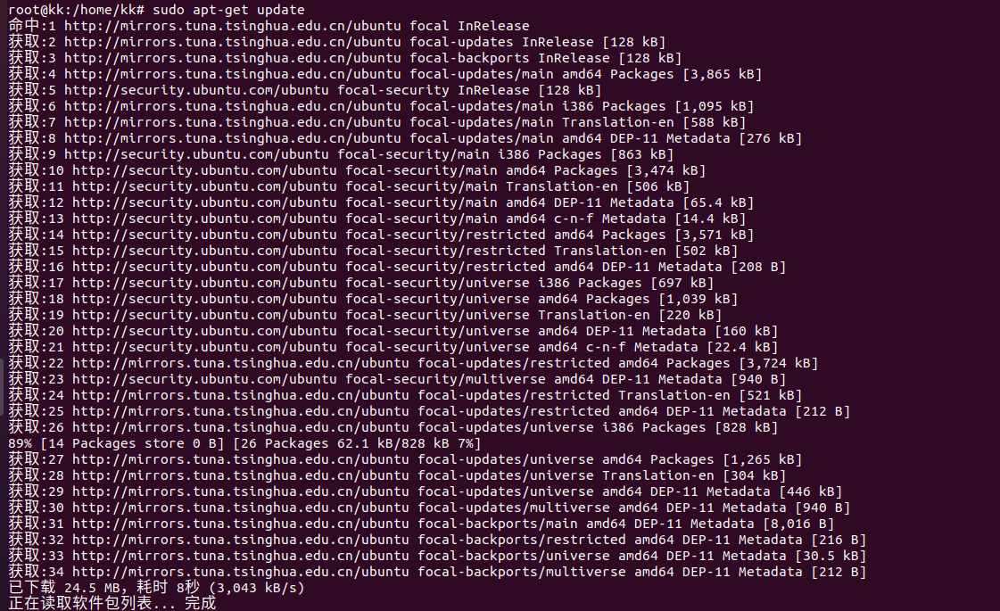 root@kk:/home/kk# sudo apt-get update
命中:1 http://mirrors.tuna.tsinghua.edu.cn/ubuntu focal InRelease
获取:2 http://mirrors.tuna.tsinghua.edu.cn/ubuntu focal-updates InRelease [128 kB]
获取:3 http://mirrors.tuna.tsinghua.edu.cn/ubuntu focal-backports InRelease [128 kB]
获取:4 http://mirrors.tuna.tsinghua.edu.cn/ubuntu focal-updates/main amd64 Packages [3,865 kB]
获取:5 http://security.ubuntu.com/ubuntu focal-security InRelease [128 kB]
获取:6 http://mirrors.tuna.tsinghua.edu.cn/ubuntu focal-updates/main i386 Packages [1,095 kB]
获取:7 http://mirrors.tuna.tsinghua.edu.cn/ubuntu focal-updates/main Translation-en [588 kB]
获取:8 http://mirrors.tuna.tsinghua.edu.cn/ubuntu focal-updates/main amd64 DEP-11 Metadata [276 kB]
获取:9 http://security.ubuntu.com/ubuntu focal-security/main i386 Packages [863 kB]
获取:10 http://security.ubuntu.com/ubuntu focal-security/main amd64 Packages [3,474 kB]
获取:11 http://security.ubuntu.com/ubuntu focal-security/main Translation-en [506 kB]
获取:12 http://security.ubuntu.com/ubuntu focal-security/main amd64 DEP-11 Metadata [65.4 kB]
获取:13 http://security.ubuntu.com/ubuntu focal-security/main amd64 c-n-f Metadata [14.4 kB]
获取:14 http://security.ubuntu.com/ubuntu focal-security/restricted amd64 Packages [3,571 kB]
获取:15 http://security.ubuntu.com/ubuntu focal-security/restricted Translation-en [502 kB]
获取:16 http://security.ubuntu.com/ubuntu focal-security/restricted amd64 DEP-11 Metadata [208 B]
获取:17 http://security.ubuntu.com/ubuntu focal-security/universe i386 Packages [697 kB]
获取:18 http://security.ubuntu.com/ubuntu focal-security/universe amd64 Packages [1,039 kB]
获取:19 http://security.ubuntu.com/ubuntu focal-security/universe Translation-en [220 kB]
获取:20 http://security.ubuntu.com/ubuntu focal-security/universe amd64 DEP-11 Metadata [160 kB]
获取:21 http://security.ubuntu.com/ubuntu focal-security/universe amd64 c-n-f Metadata [22.4 kB]
获取:22 http://mirrors.tuna.tsinghua.edu.cn/ubuntu focal-updates/restricted amd64 Packages [3,724 kB]
获取:23 http://security.ubuntu.com/ubuntu focal-security/multiverse amd64 DEP-11 Metadata [940 B]
获取:24 http://mirrors.tuna.tsinghua.edu.cn/ubuntu focal-updates/restricted Translation-en [521 kB]
获取:25 http://mirrors.tuna.tsinghua.edu.cn/ubuntu focal-updates/restricted amd64 DEP-11 Metadata [212 B]
获取:26 http://mirrors.tuna.tsinghua.edu.cn/ubuntu focal-updates/universe i386 Packages [828 kB]
89% [14 Packages store 0 B] [26 Packages 62.1 kB/828 kB 7%]
获取:27 http://mirrors.tuna.tsinghua.edu.cn/ubuntu focal-updates/universe amd64 Packages [1,265 kB]
获取:28 http://mirrors.tuna.tsinghua.edu.cn/ubuntu focal-updates/universe Translation-en [304 kB]
获取:29 http://mirrors.tuna.tsinghua.edu.cn/ubuntu focal-updates/universe amd64 DEP-11 Metadata [446 kB]
获取:30 http://mirrors.tuna.tsinghua.edu.cn/ubuntu focal-updates/multiverse amd64 DEP-11 Metadata [940 B]
获取:31 http://mirrors.tuna.tsinghua.edu.cn/ubuntu focal-backports/main amd64 DEP-11 Metadata [8,016 B]
获取:32 http://mirrors.tuna.tsinghua.edu.cn/ubuntu focal-backports/restricted amd64 DEP-11 Metadata [216 B]
获取:33 http://mirrors.tuna.tsinghua.edu.cn/ubuntu focal-backports/universe amd64 DEP-11 Metadata [30.5 kB]
获取:34 http://mirrors.tuna.tsinghua.edu.cn/ubuntu focal-backports/multiverse amd64 DEP-11 Metadata [212 B]
已下载 24.5 MB，耗时 8秒 (3,043 kB/s)
正在读取软件包列表... 完成